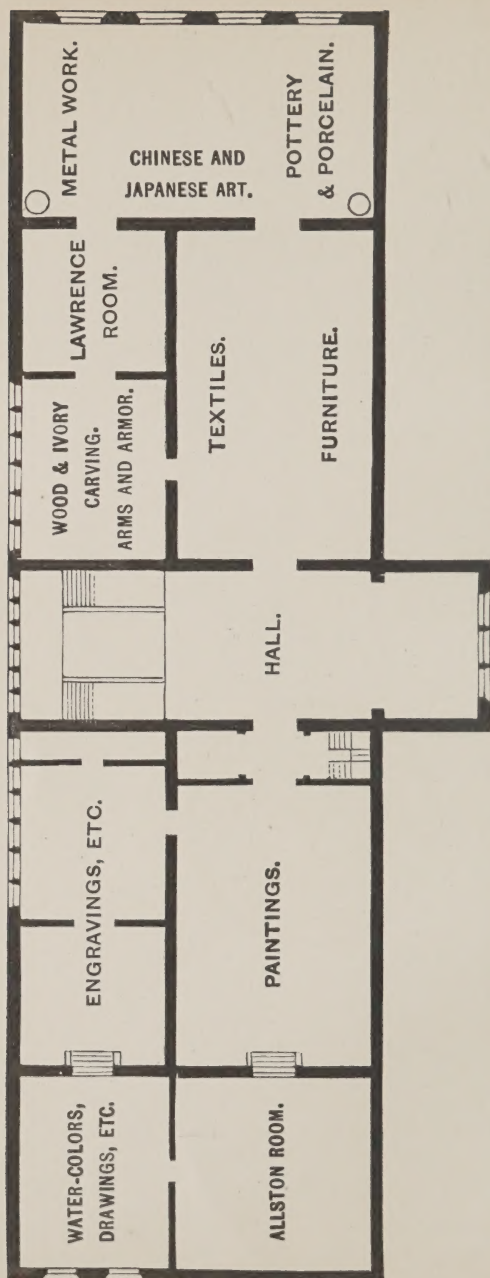 METAL WORK.
CHINESE AND
JAPANESE ART.
POTTERY
& PORCELAIN.
LAWRENCE
ROOM.
WOOD & IVORY
CARVING.
ARMS AND ARMOR.
TEXTILES.
FURNITURE.
HALL.
ENGRAVINGS, ETC.
PAINTINGS.
WATER-COLORS,
DRAWINGS, ETC.
ALLSTON ROOM.